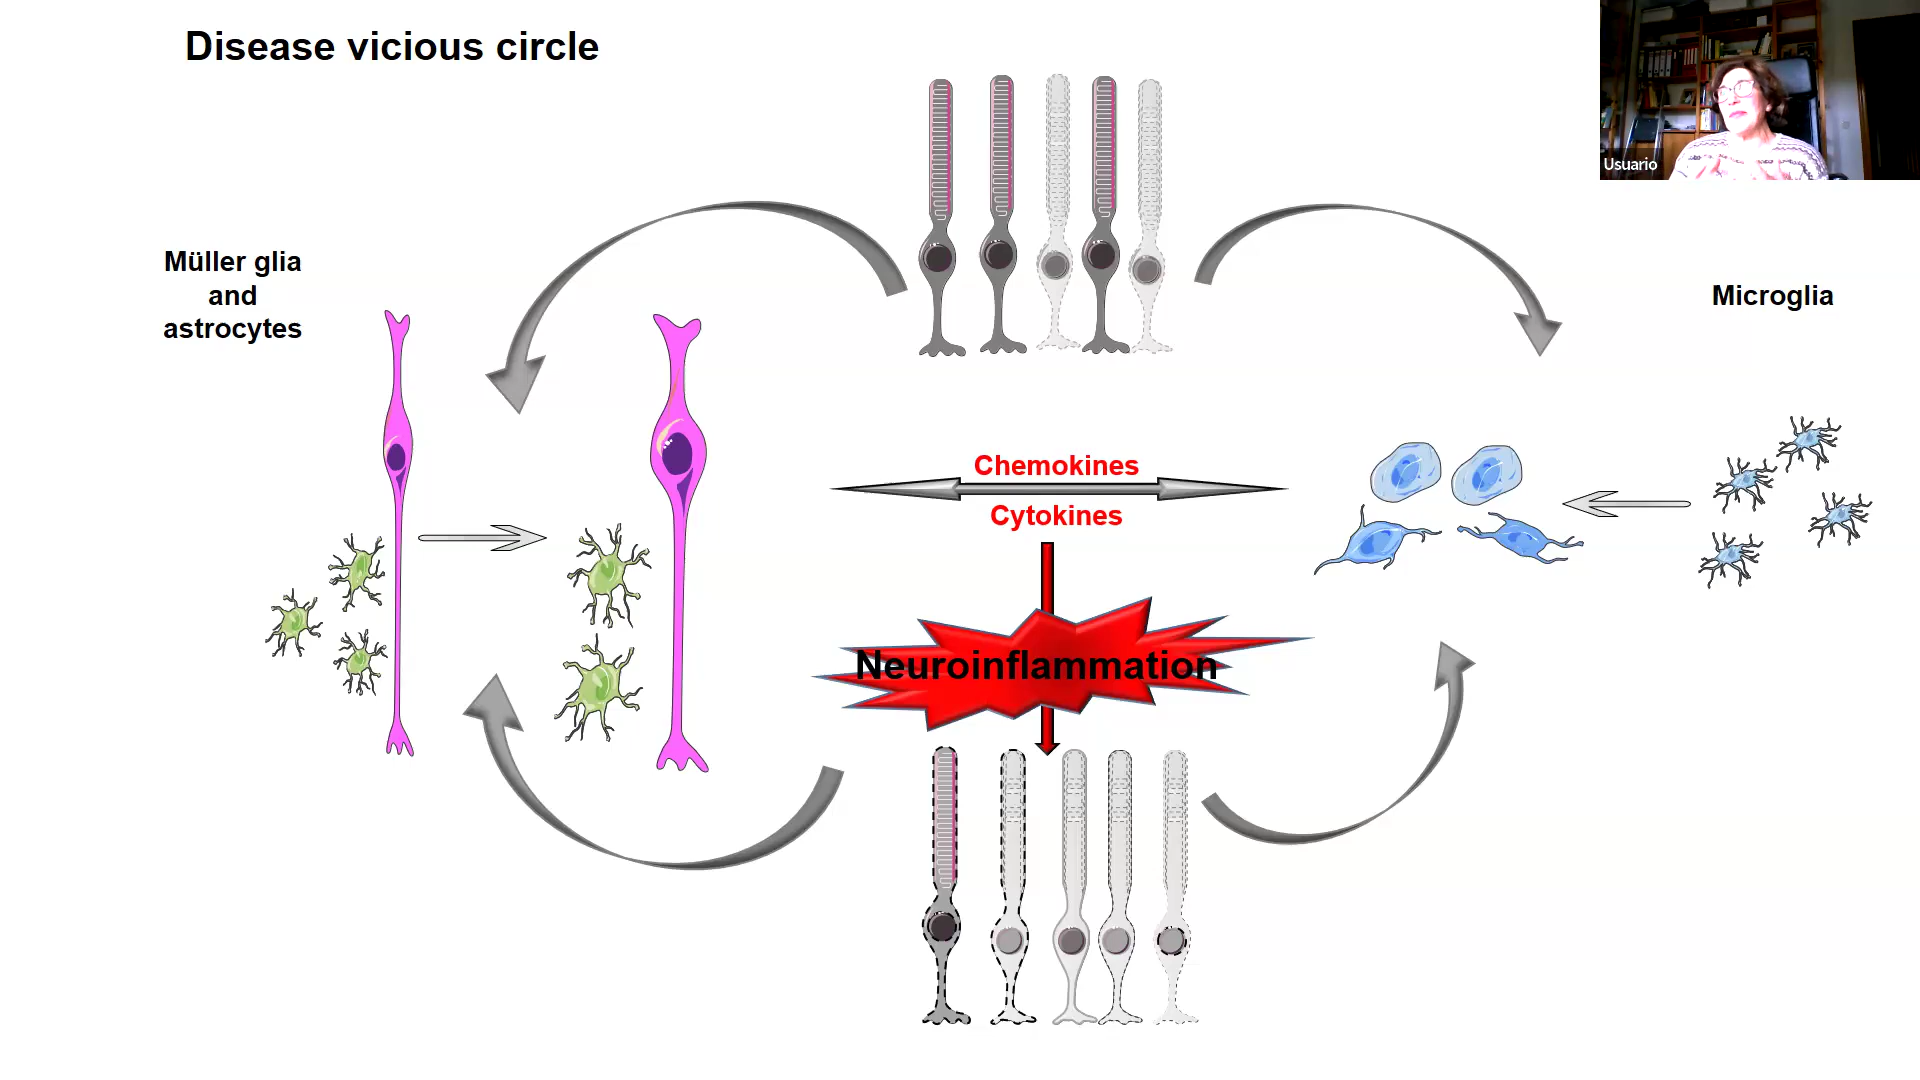 Disease vicious circle
Usuario
Müller glia
and
astrocytes
Microglia
Chemokines
Cytokines
Neuroinflammation